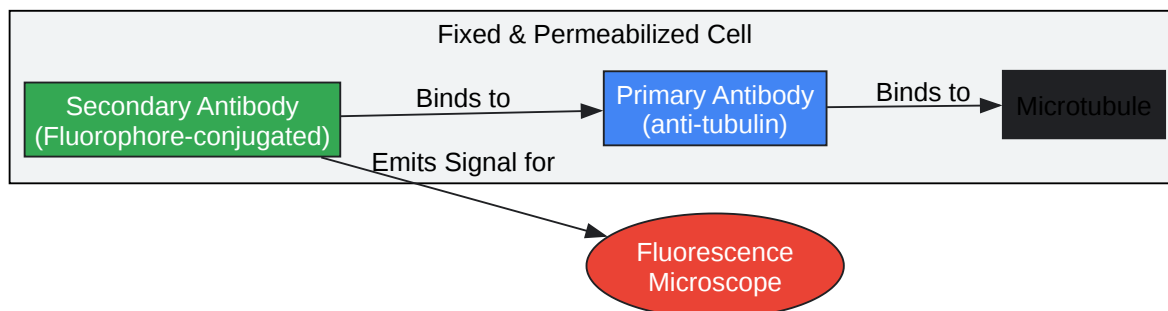 Fixed & Permeabilized Cell
Secondary Antibody
(Fluorophore-conjugated)
Binds to
Primary Antibody
(anti-tubulin)
Binds to
Microtubule
Emits Signal for
Fluorescence
Microscope